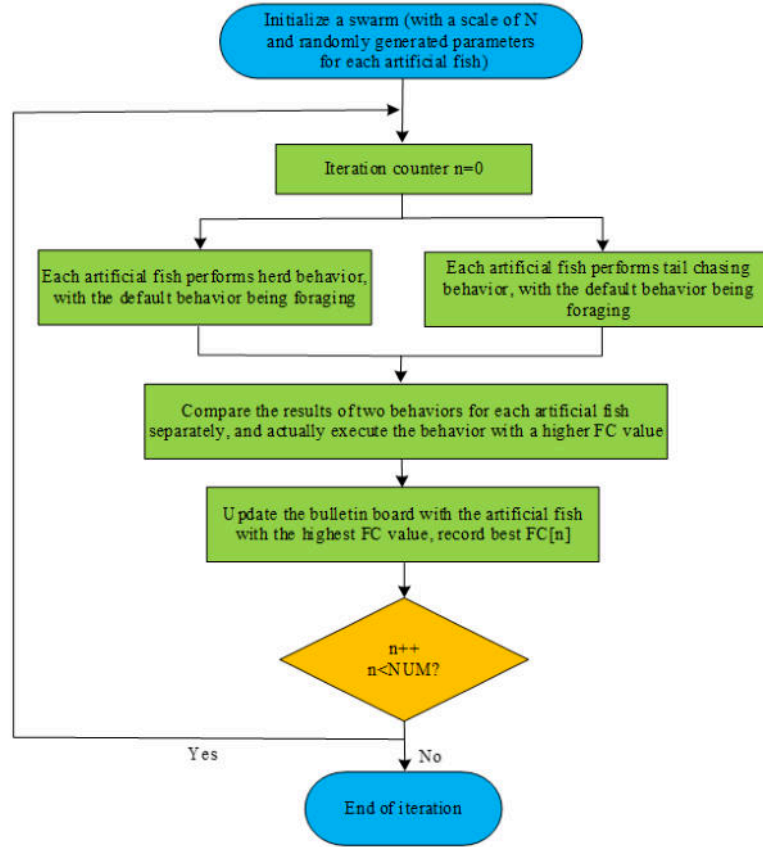 Initialize a swarm (with a scale of N
and randomly generated parameters
for each artificial fish)
Iteration counter n=0
Each artificial fish performs herd behavior,
with the default behavior being foraging
Each artificial fish performs tail chasing
behavior, with the default behavior being
foraging
Compare the results of two behaviors for each artificial fish
separately, and actually execute the behavior with a higher FC value
Update the bulletin board with the artificial fish
with the highest FC value, record best FC[n]
n++
n<NUM?
Yes
No
End of iteration